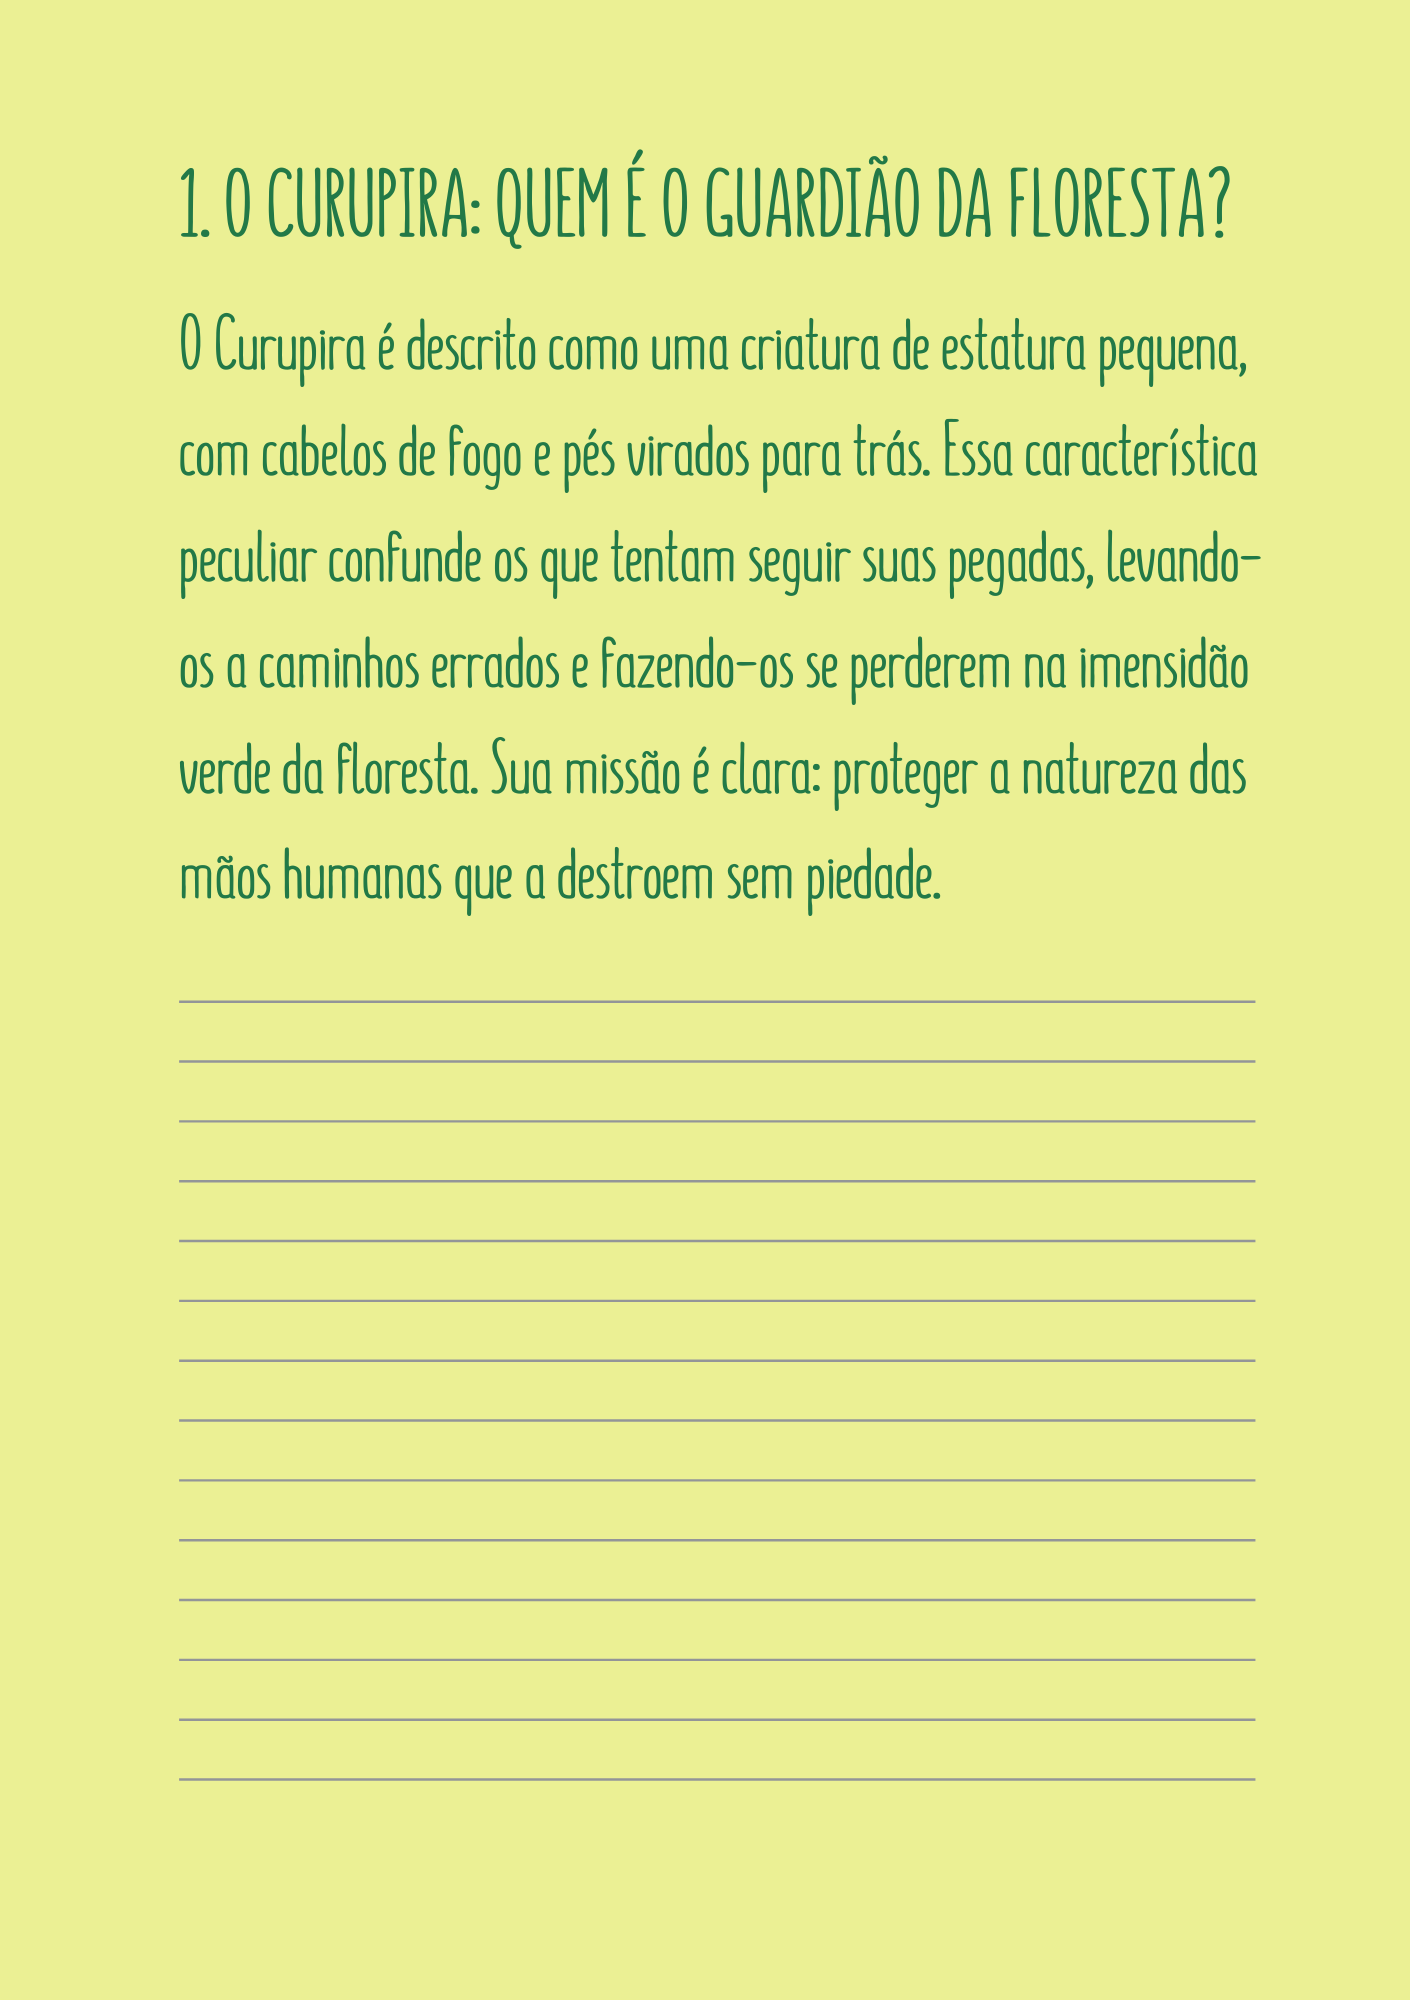 1. O CURUPIRA: QUEM É O GUARDIÃO DA FLORESTA?
O Curupira é descrito como uma criatura de estatura pequena,
com cabelos de fogo e pés virados para trás. Essa característica
peculiar confunde os que tentam seguir suas pegadas, levando-
os a caminhos errados e fazendo-os se perderem na imensidão
verde da floresta. Sua missão é clara: proteger a natureza das
mãos humanas que a destroem sem piedade.